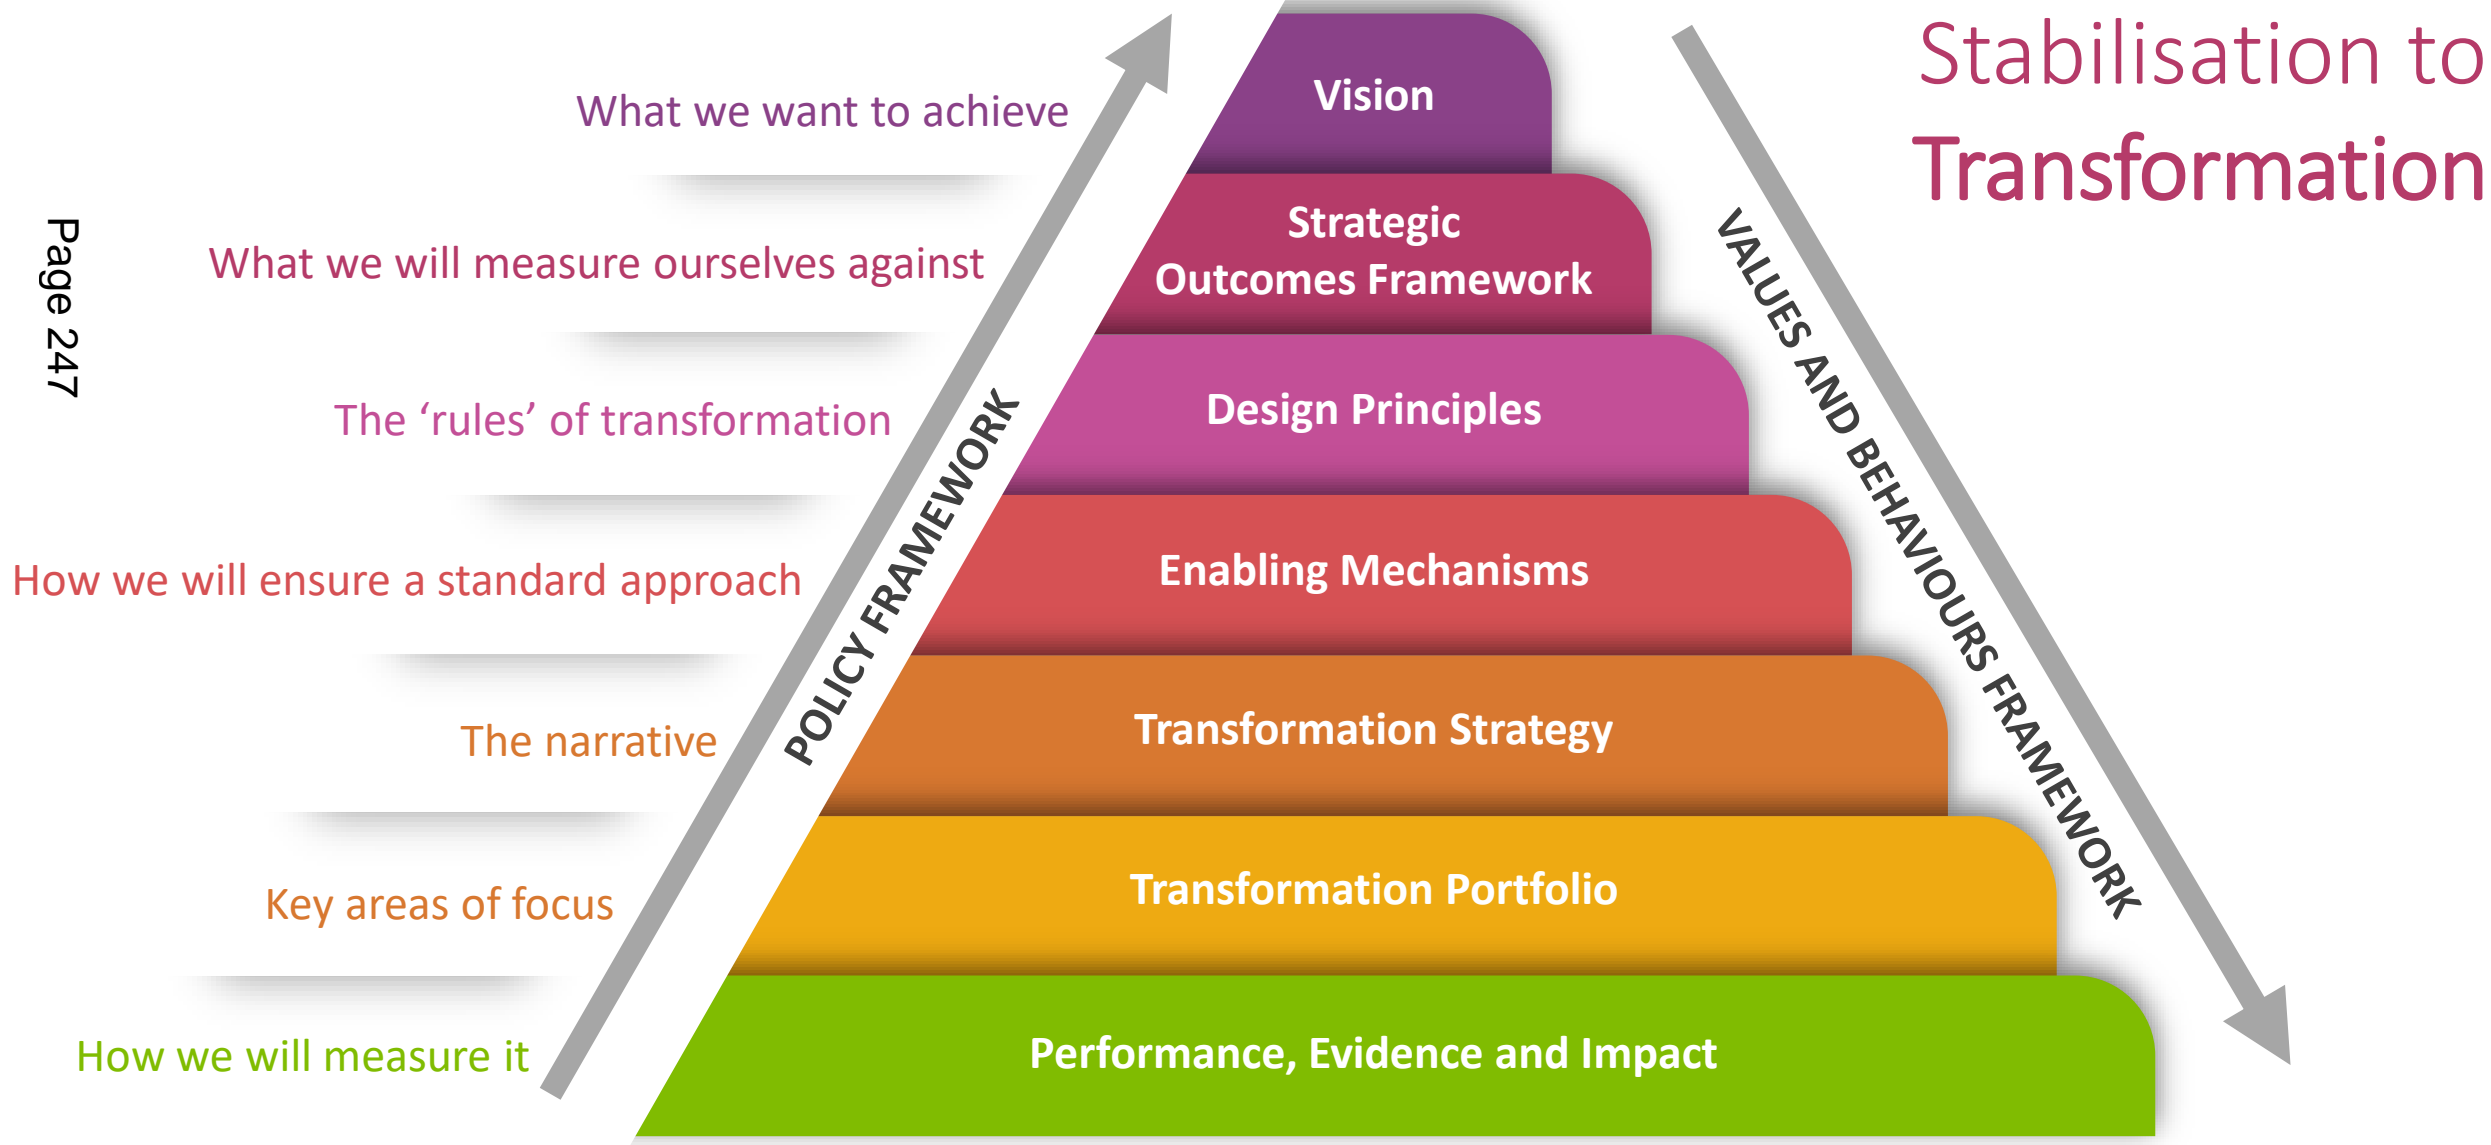 Stabilisation to
Transformation
What we want to achieve
Vision
What we will measure ourselves against
Strategic
Outcomes Framework
The ‘rules’ of transformation
Design Principles
How we will ensure a standard approach
Enabling Mechanisms
The narrative
Transformation Strategy
Key areas of focus
Transformation Portfolio
How we will measure it
Performance, Evidence and Impact
POLICY FRAMEWORK
VALUES AND BEHAVIOURS FRAMEWORK
Page 247